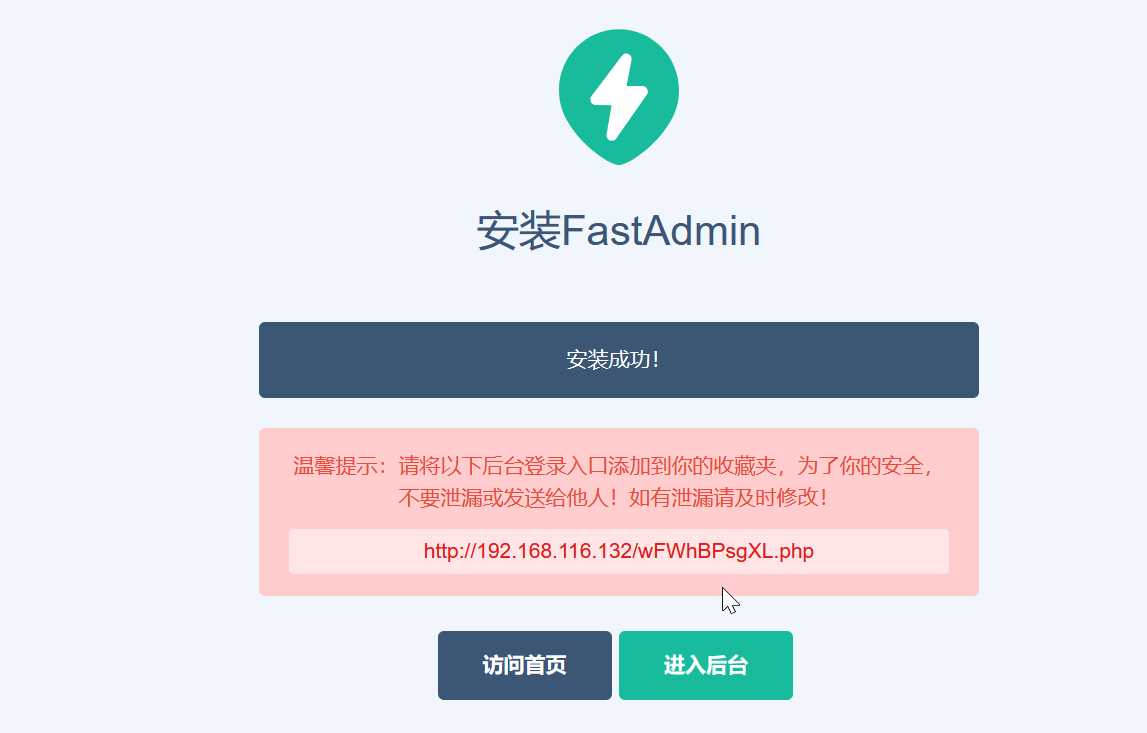 安装FastAdmin
安装成功！
温馨提示：请将以下后台登录入口添加到你的收藏夹，为了你的安全，
不要泄漏或发送给他人！如有泄漏请及时修改！
http://192.168.116.132/wFWhBPsgXL.php
访问首页 进入后台